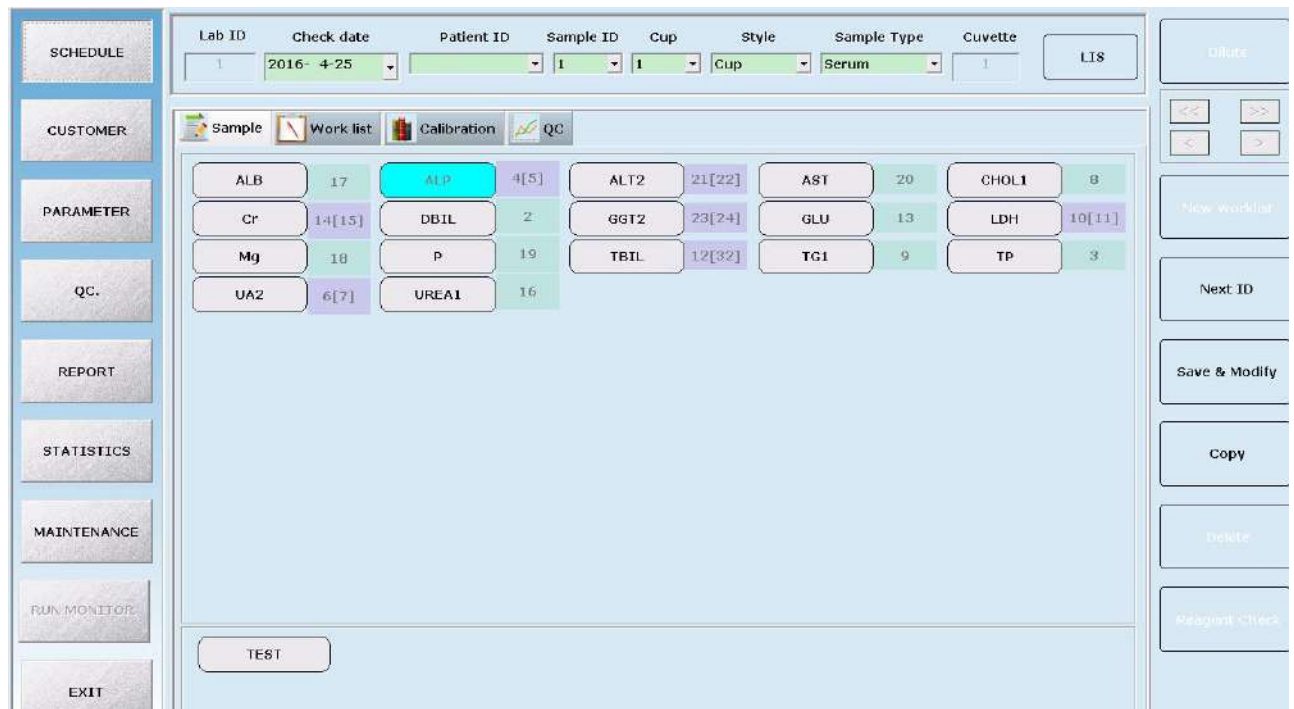 SCHEDULE
CUSTOMER
PARAMETER
QC.
REPORT
STATISTICS
MAINTENANCE
RUN MONITOR
EXIT
Lab ID Check date Patient ID Sample ID Cup Style Sample Type Cuvette
1 2016- 4-25 1 1 Cup Serum 1 LIS
Sample Work list Calibration QC
ALB 17 ALP 4[5] ALT2 21[22] AST 20 CHOL1 8
Cr 14[15] DBIL 2 GGT2 23[24] GLU 13 LDH 10[11]
Mg 18 P 19 TBIL 12[32] TG1 9 TP 3
UA2 6[7] UREA1 16
TEST
Dilute
<< >>
< >
New Worklist
Next ID
Save & Modify
Copy
Delete
Reagent Check